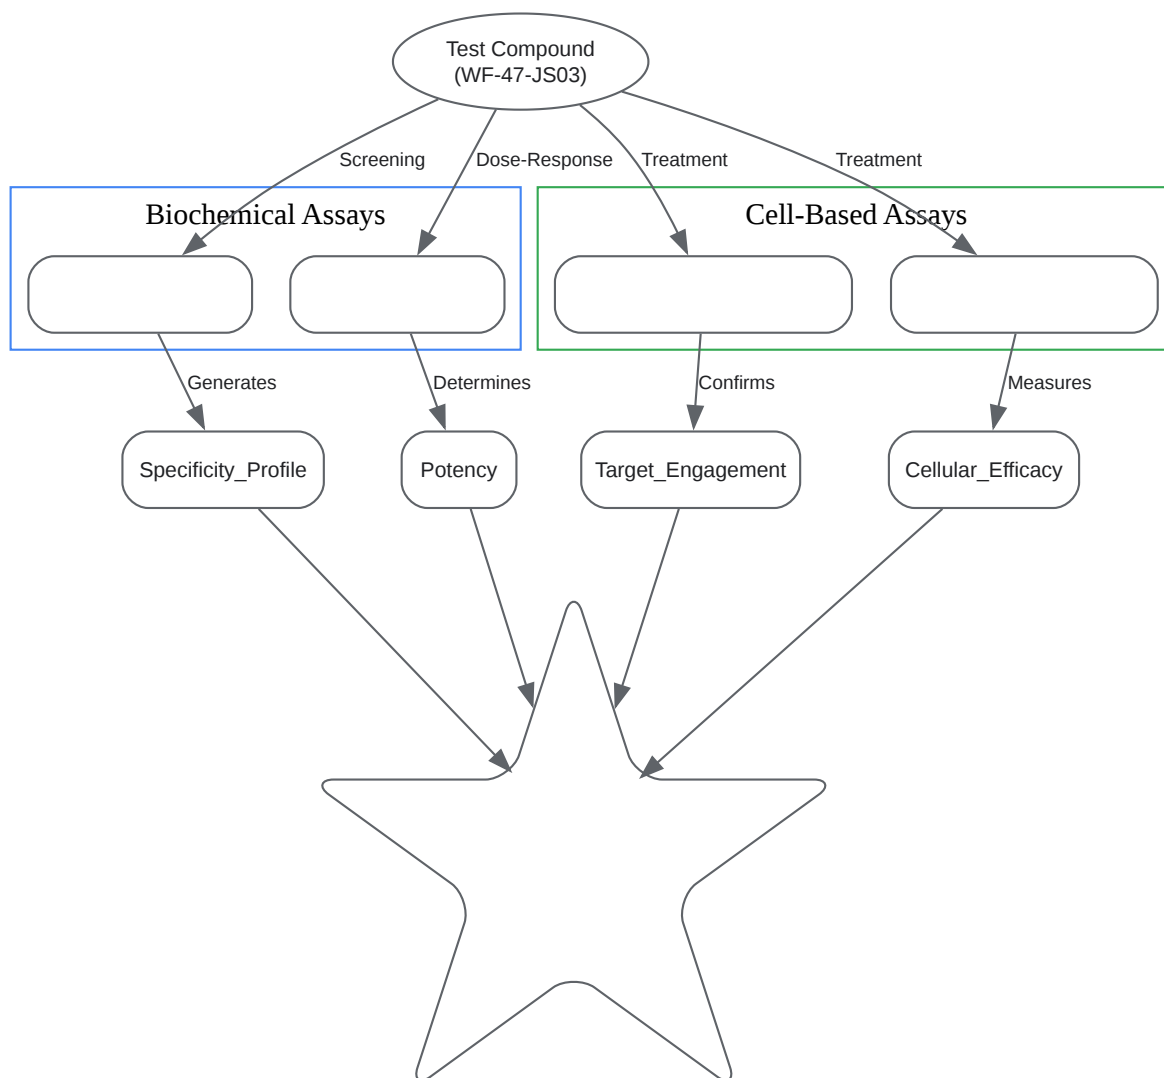 Test Compound
(WF-47-JS03)
Screening
Dose-Response
Treatment
Treatment
Biochemical Assays
Cell-Based Assays
Generates
Determines
Confirms
Measures
Specificity_Profile
Potency
Target_Engagement
Cellular_Efficacy